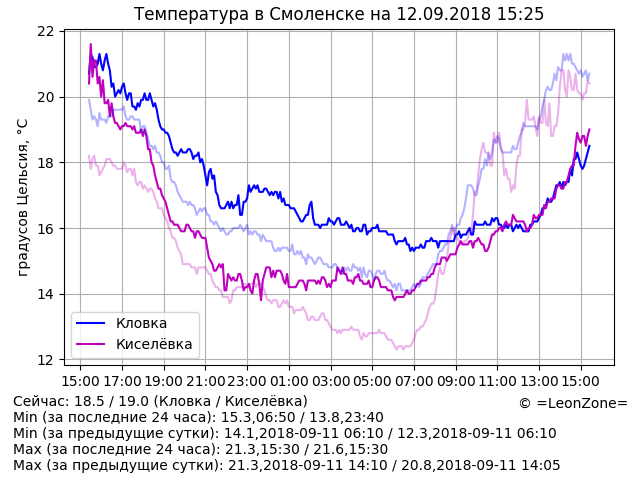 Температура в Смоленске на 12.09.2018 15:25
22
20
18
16
14
12
градусов Цельсия, °C
Кловка
Киселёвка
15:00 17:00 19:00 21:00 23:00 01:00 03:00 05:00 07:00 09:00 11:00 13:00 15:00
Сейчас: 18.5 / 19.0 (Кловка / Киселёвка)
© =LeonZone=
Min (за последние 24 часа): 15.3,06:50 / 13.8,23:40
Min (за предыдущие сутки): 14.1,2018-09-11 06:10 / 12.3,2018-09-11 06:10
Max (за последние 24 часа): 21.3,15:30 / 21.6,15:30
Max (за предыдущие сутки): 21.3,2018-09-11 14:10 / 20.8,2018-09-11 14:05